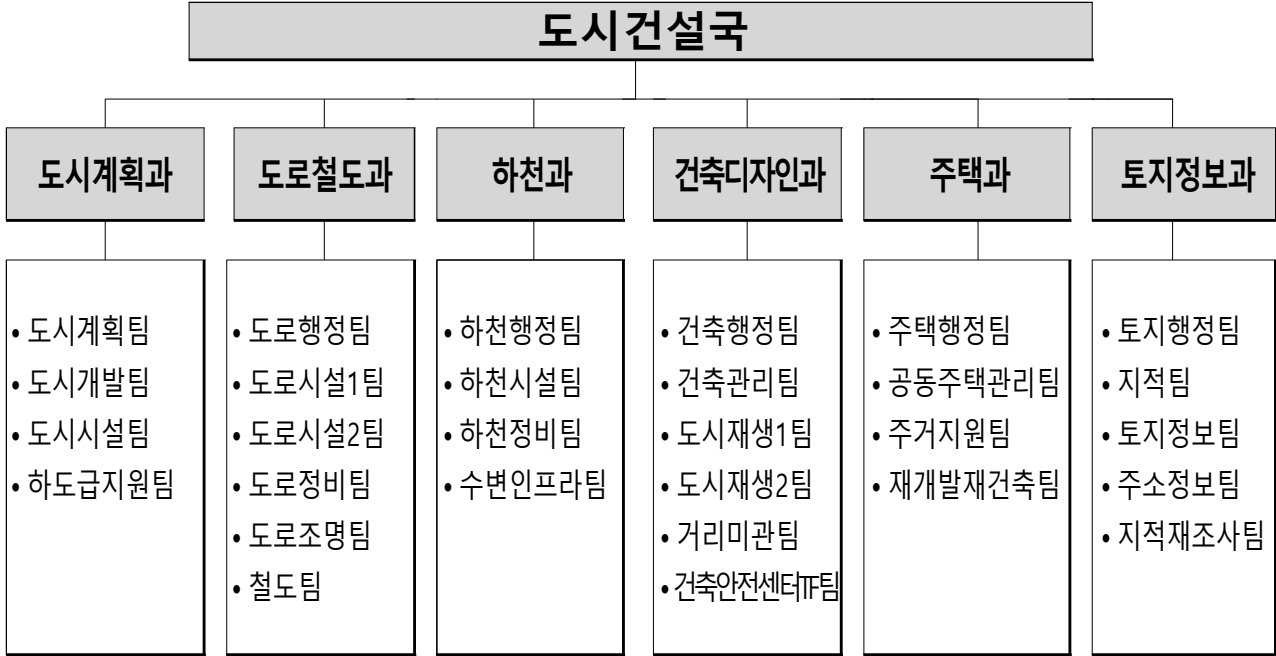 도시건설국
도시계획과
도로철도과
하천과
건축디자인과
주택과
토지정보과
• 도시계획팀
• 도시개발팀
• 도시시설팀
• 하도급지원팀
• 도로행정팀
• 도로시설1팀
• 도로시설2팀
• 도로정비팀
• 도로조명팀
• 철도팀
• 하천행정팀
• 하천시설팀
• 하천정비팀
• 수변인프라팀
• 건축행정팀
• 건축관리팀
• 도시재생1팀
• 도시재생2팀
• 거리미관팀
• 건축안전센터TF팀
• 주택행정팀
• 공동주택관리팀
• 주거지원팀
• 재개발재건축팀
• 토지행정팀
• 지적팀
• 토지정보팀
• 주소정보팀
• 지적재조사팀